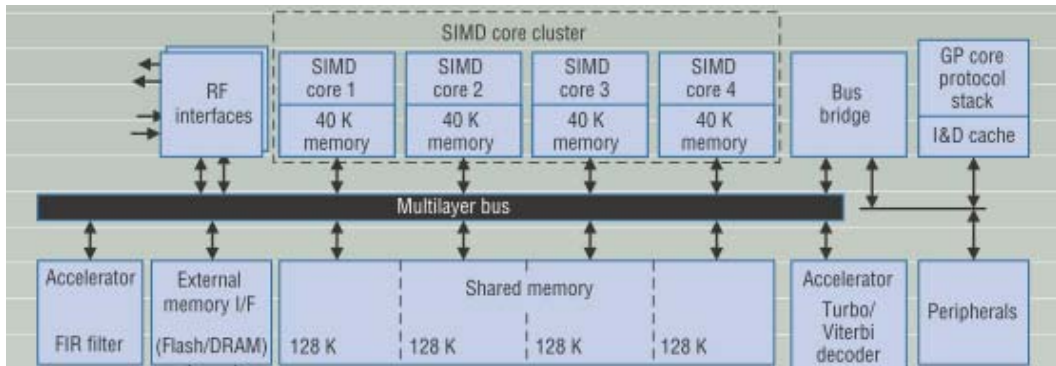 SIMD core cluster
RF
interfaces
SIMD
core 1
40 K
memory
SIMD
core 2
40 K
memory
SIMD
core 3
40 K
memory
SIMD
core 4
40 K
memory
Bus
bridge
GP core
protocol
stack
I&D cache
Multilayer bus
Accelerator
FIR filter
External
memory I/F
(Flash/DRAM)
Shared memory
128 K
128 K
128 K
128 K
Accelerator
Turbo/
Viterbi
decoder
Peripherals